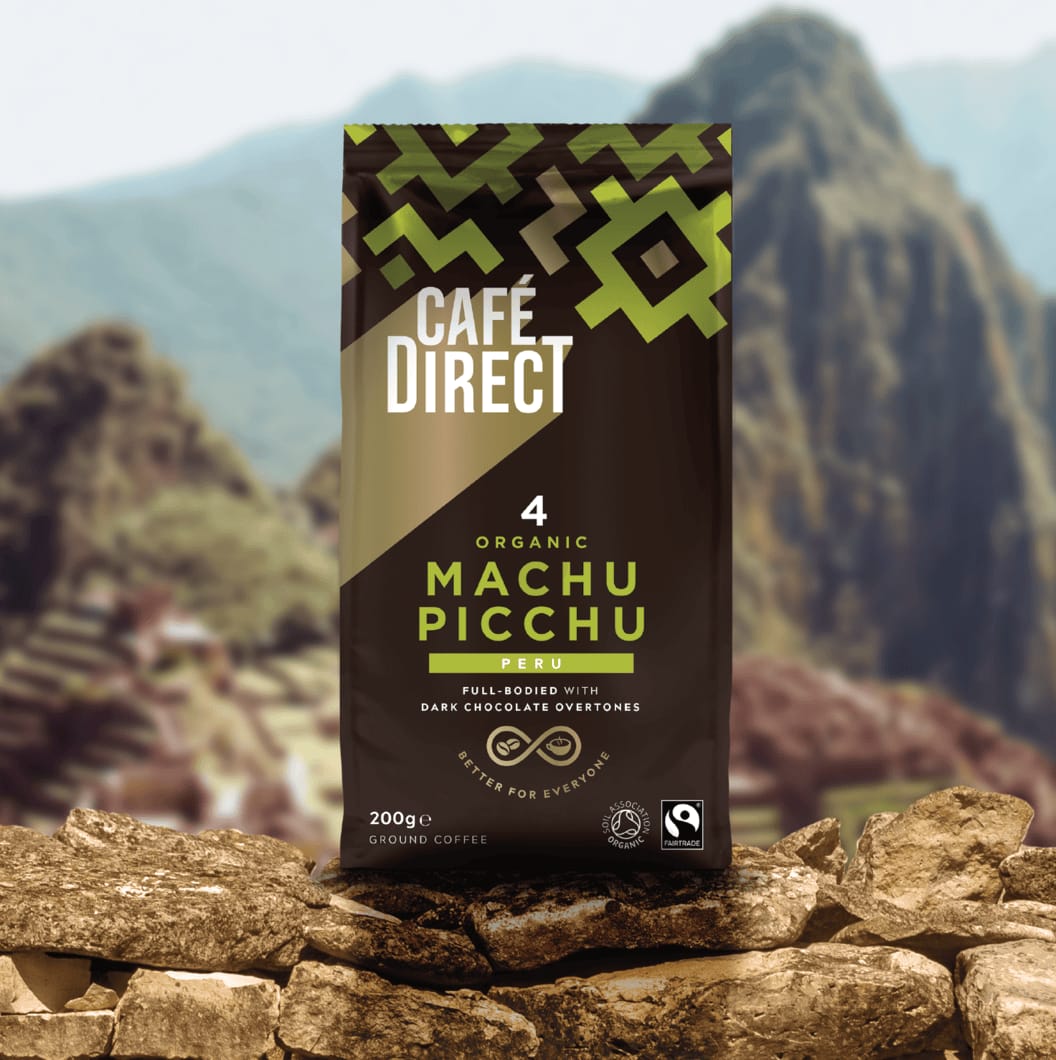 CAFÉ
DIRECT
4
ORGANIC
MACHU
PICCHU
PERU
FULL-BODIED WITH
DARK CHOCOLATE OVERTONES
BETTER FOR EVERYONE
200g ℮
GROUND COFFEE
SOIL ASSOCIATION
ORGANIC
FAIRTRADE